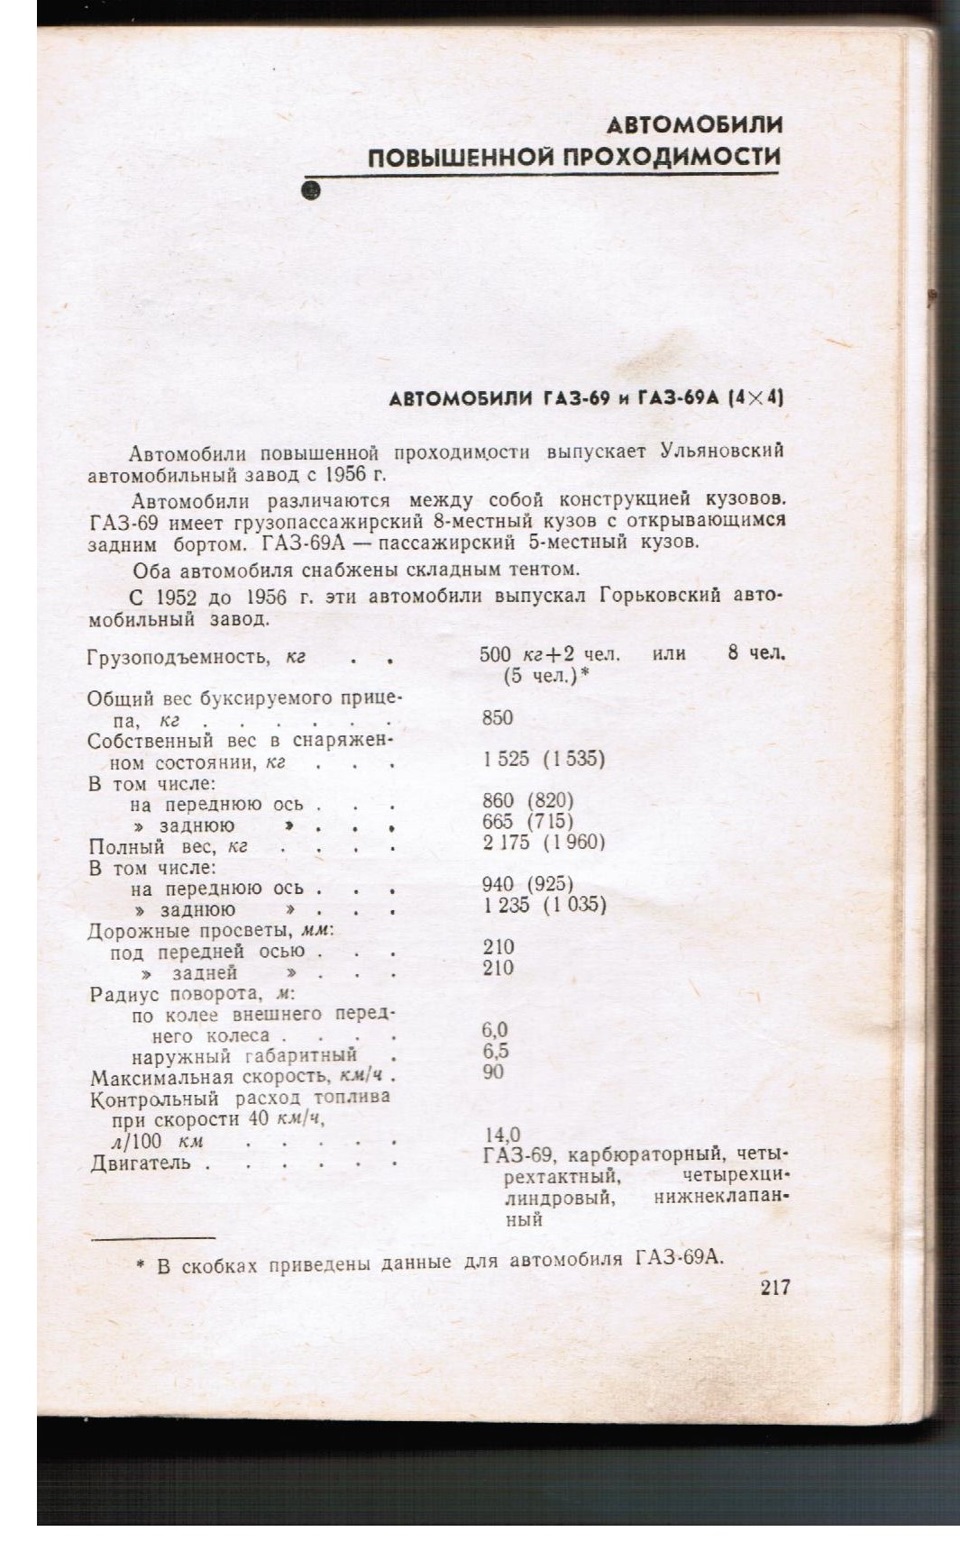 АВТОМОБИЛИ
ПОВЫШЕННОЙ ПРОХОДИМОСТИ
АВТОМОБИЛИ ГАЗ-69 и ГАЗ-69А (4×4)
Автомобили повышенной проходимости выпускает Ульяновский
автомобильный завод с 1956 г.
Автомобили различаются между собой конструкцией кузовов.
ГАЗ-69 имеет грузопассажирский 8-местный кузов с открывающимся
задним бортом. ГАЗ-69А — пассажирский 5-местный кузов.
Оба автомобиля снабжены складным тентом.
С 1952 до 1956 г. эти автомобили выпускал Горьковский авто-
мобильный завод.
Грузоподъемность, кг . . 500 кг+2 чел. или 8 чел.
(5 чел.)*
Общий вес буксируемого прице-
па, кг . . . . . . 850
Собственный вес в снаряжен-
ном состоянии, кг . . . 1 525 (1 535)
В том числе:
на переднюю ось . . . 860 (820)
» заднюю » . . . 665 (715)
Полный вес, кг . . . . 2 175 (1 960)
В том числе:
на переднюю ось . . . 940 (925)
» заднюю » . . . 1 235 (1 035)
Дорожные просветы, мм:
под передней осью . . . 210
» задней » . . . 210
Радиус поворота, м:
по колее внешнего перед-
него колеса . . . . 6,0
наружный габаритный . 6,5
Максимальная скорость, км/ч . 90
Контрольный расход топлива
при скорости 40 км/ч,
л/100 км . . . . . 14,0
Двигатель . . . . . . ГАЗ-69, карбюраторный, четы-
рехтактный, четырехци-
линдровый, нижнеклапан-
ный
* В скобках приведены данные для автомобиля ГАЗ-69А.
217